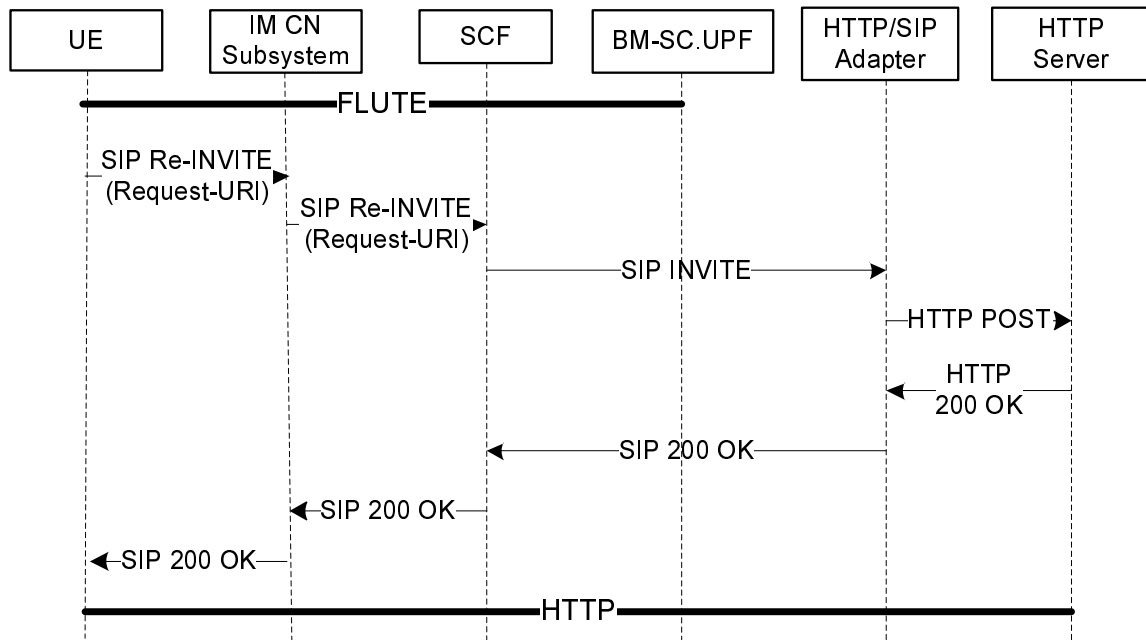 UE
IM CN
Subsystem
SCF
BM-SC.UPF
HTTP/SIP
Adapter
HTTP
Server
FLUTE
SIP Re-INVITE
(Request-URI)
SIP Re-INVITE
(Request-URI)
SIP INVITE
HTTP POST
HTTP
200 OK
SIP 200 OK
SIP 200 OK
SIP 200 OK
HTTP